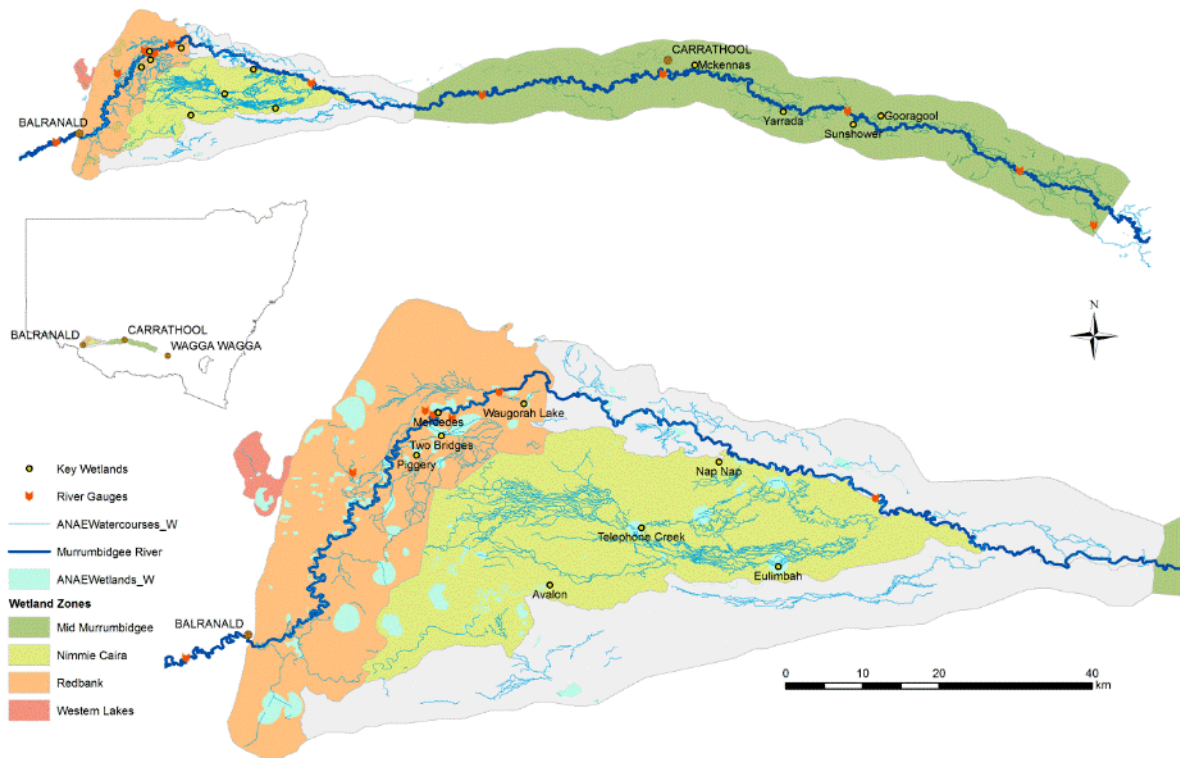 CARRATHOOL
Mckennas
BALRANALD
Yarrada
Gooragool
Sunshower
N
CARRATHOOL
BALRANALD
WAGGA WAGGA
Waugorah Lake
Mercedes
Two Bridges
Piggery
Nap Nap
Telephone Creek
Eulimbah
Avalon
BALRANALD
Key Wetlands
River Gauges
ANAEWatercourses_W
Murrumbidgee River
ANAEWetlands_W
Wetland Zones
Mid Murrumbidgee
Nimmie Caira
Redbank
Western Lakes
0 10 20 40
km